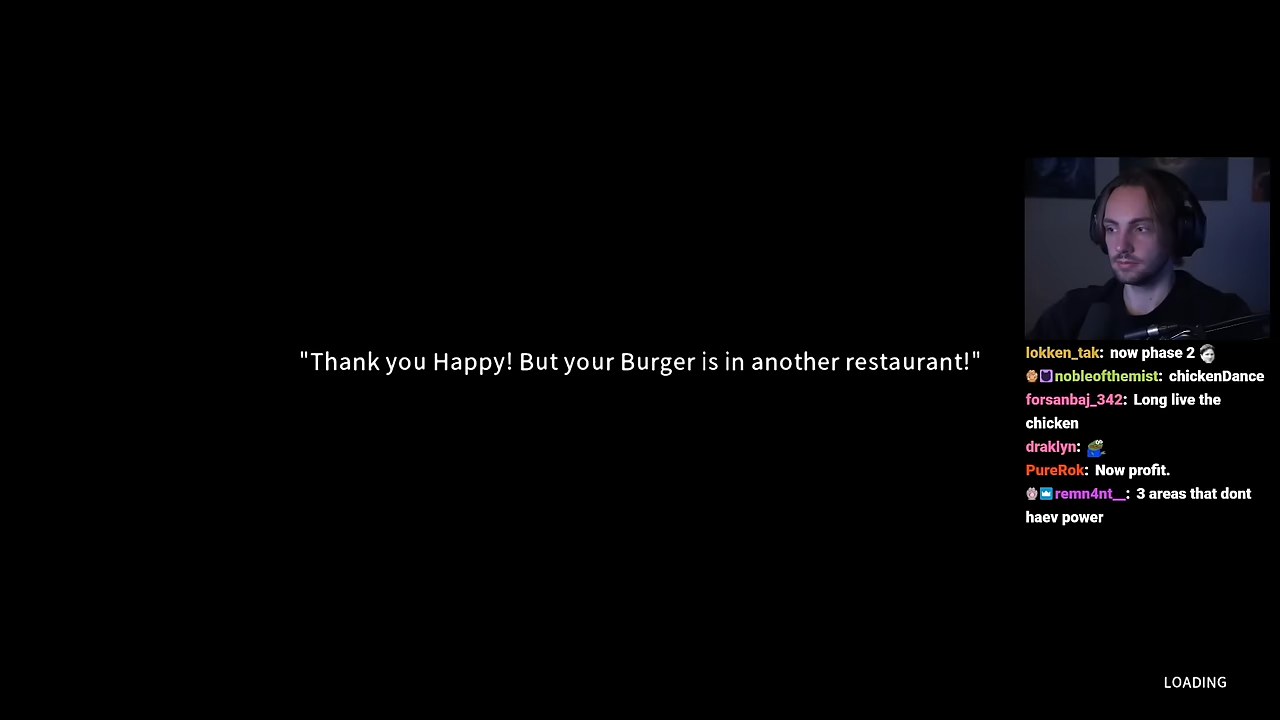 "Thank you Happy! But your Burger is in another restaurant!"
lokken_tak: now phase 2
nobleofthemist: chickenDance
forsanbaj_342: Long live the
chicken
draklyn:
PureRok: Now profit.
remn4nt__: 3 areas that dont
haev power
LOADING